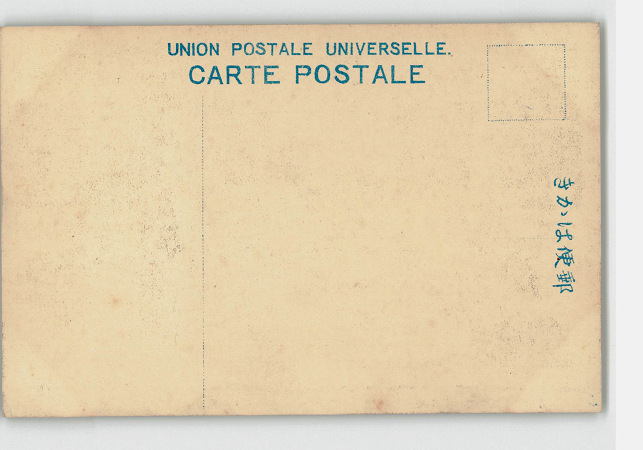 UNION POSTALE UNIVERSELLE.
CARTE POSTALE
きかは便郵